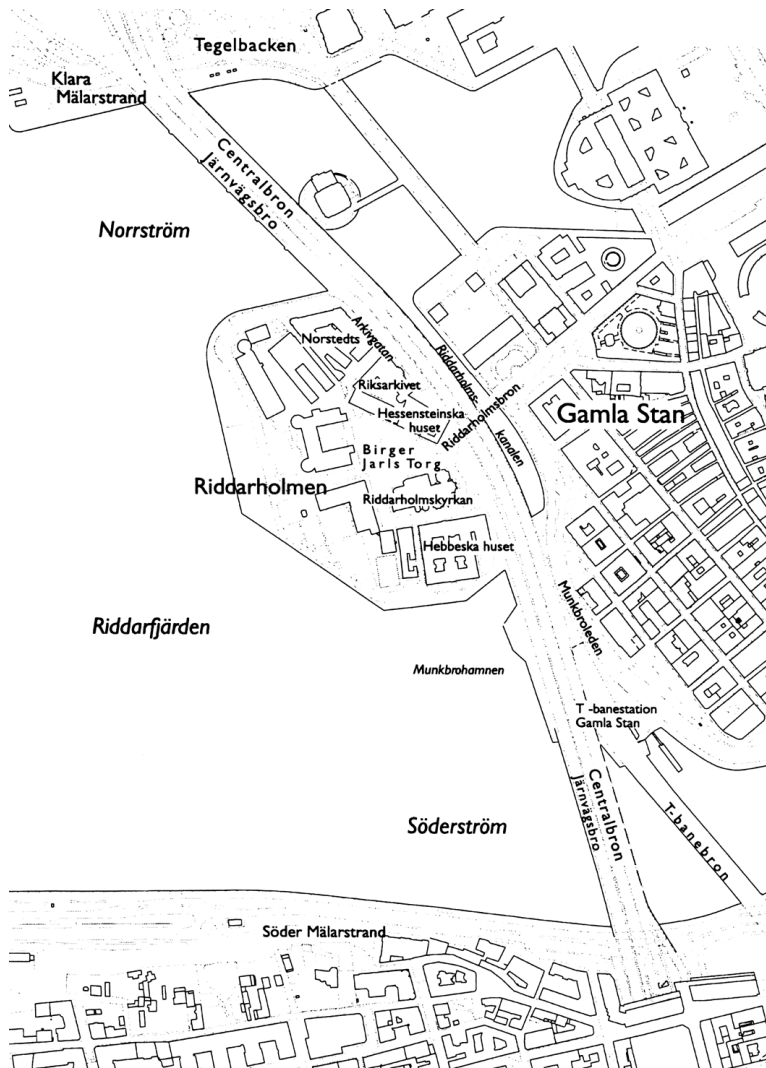 Tegelbacken
Klara
Mälarstrand
Centralbron
Järnvägsbro
Norrström
Norstedts
Arkivgatan
Riddarholms-
kanalen
Riksarkivet
Hessensteinska
huset
Riddarholmsbron
Gamla Stan
Birger
Jarls Torg
Riddarholmen
Riddarholmskyrkan
Hebbeska huset
Munkbroleden
Riddarfjärden
Munkbrohamnen
T -banestation
Gamla Stan
Centralbron
Järnvägsbro
T-banebron
Söderström
Söder Mälarstrand